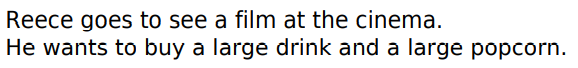 Reece goes to see a film at the cinema.
He wants to buy a large drink and a large popcorn.